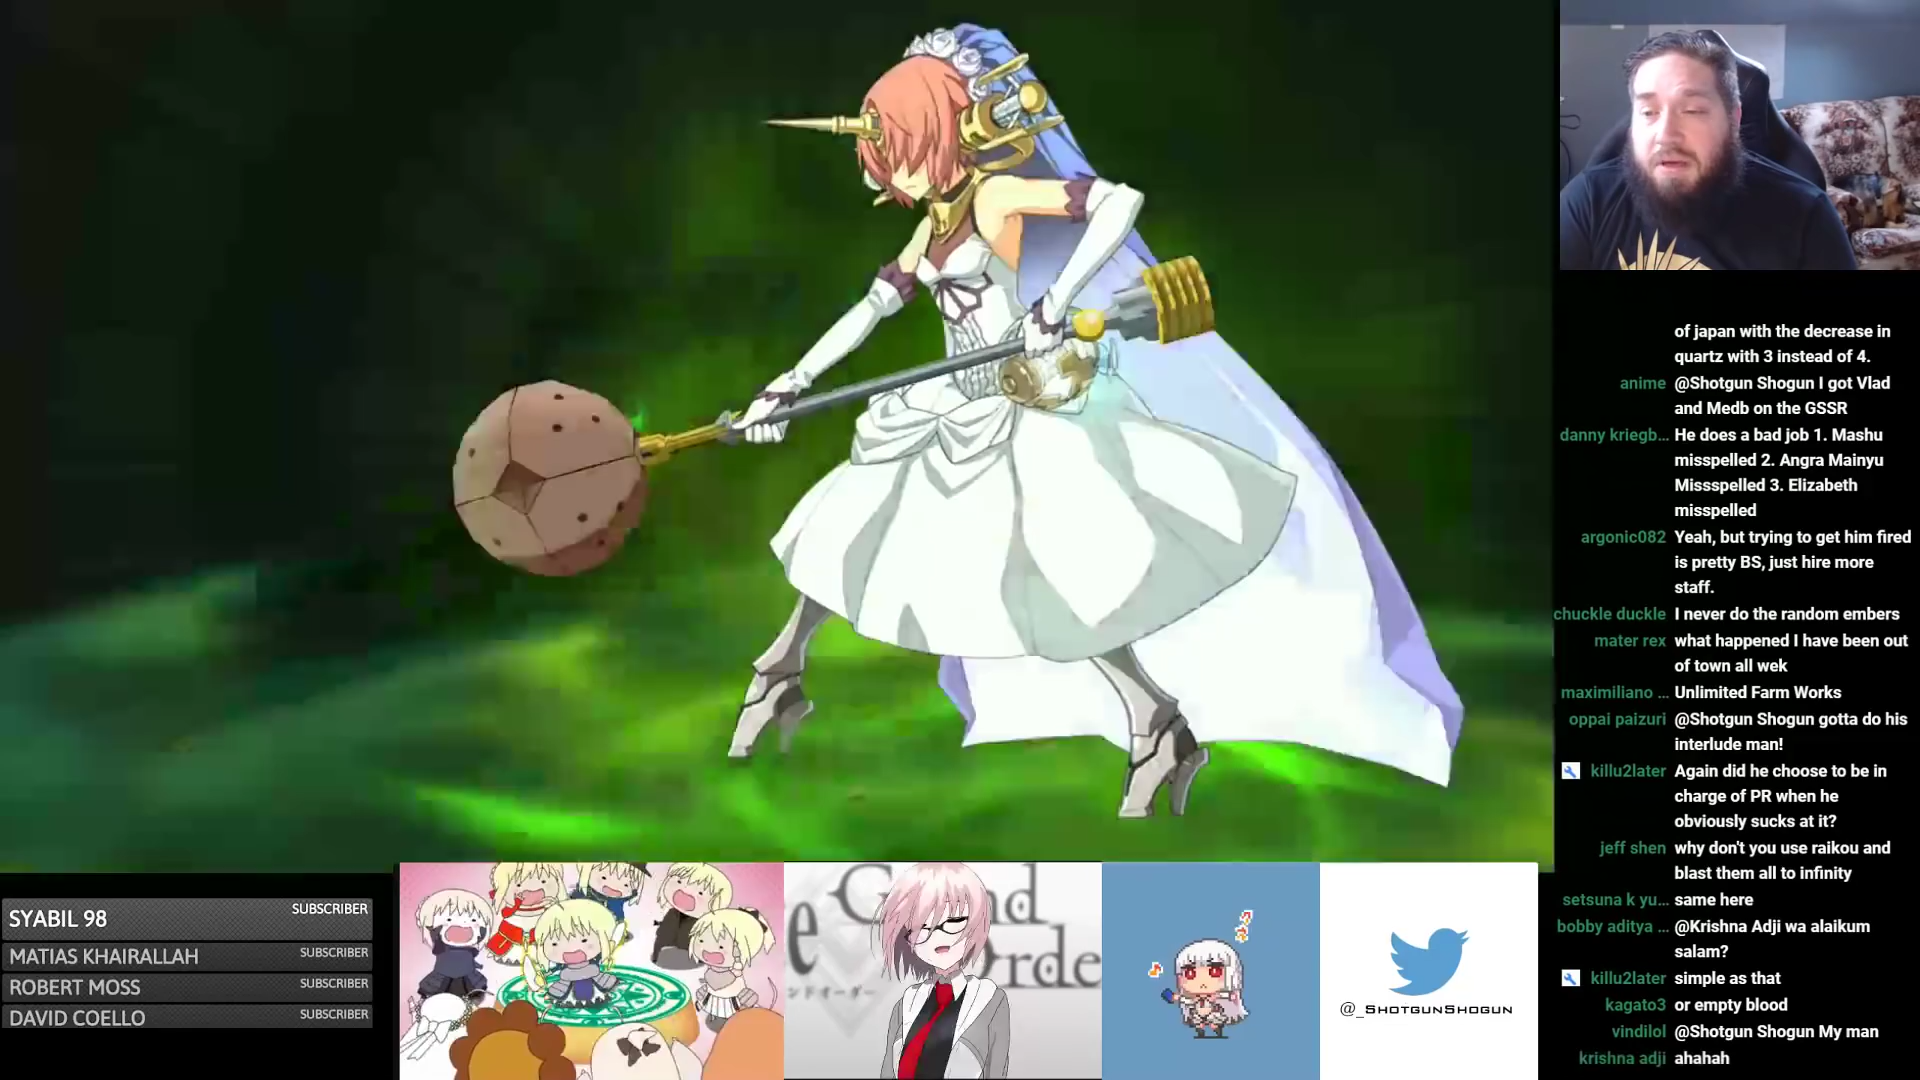 of japan with the decrease in
quartz with 3 instead of 4.
anime @Shotgun Shogun I got Vlad
and Medb on the GSSR
danny kriegb... He does a bad job 1. Mashu
misspelled 2. Angra Mainyu
Missspelled 3. Elizabeth
misspelled
argonic082 Yeah, but trying to get him fired
is pretty BS, just hire more
staff.
chuckle duckle I never do the random embers
mater rex what happened I have been out
of town all wek
maximiliano ... Unlimited Farm Works
oppai paizuri @Shotgun Shogun gotta do his
interlude man!
killu2later Again did he choose to be in
charge of PR when he
obviously sucks at it?
jeff shen why don't you use raikou and
blast them all to infinity
setsuna k yu... same here
bobby aditya ... @Krishna Adji wa alaikum
salam?
killu2later simple as that
kagato3 or empty blood
vindilol @Shotgun Shogun My man
krishna adji ahahah
SYABIL 98 SUBSCRIBER
MATIAS KHAIRALLAH SUBSCRIBER
ROBERT MOSS SUBSCRIBER
DAVID COELLO SUBSCRIBER
@_ShotgunShogun